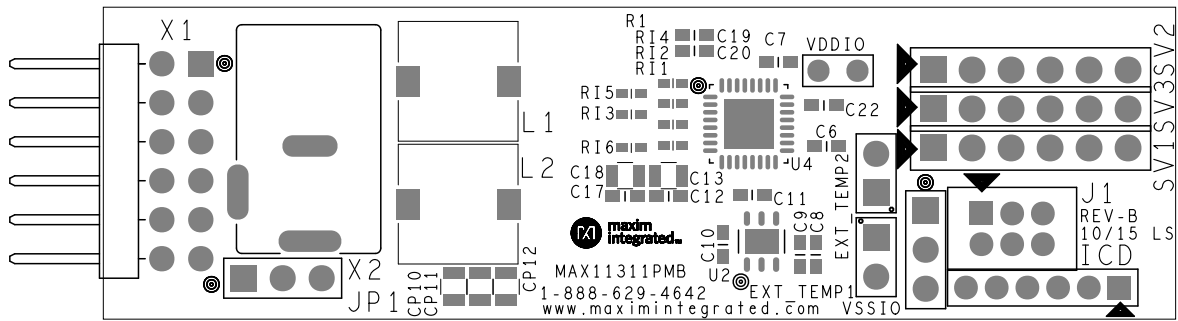 X1
R1
RI4
C19
RI2
C20
RI1
C7
VDDIO
SV2
SV3
SV1
RI5
RI3
RI6
L1
L2
C22
C6
U4
C18
C17
C13
C12
C11
EXT_TEMP2
J1
REV-B
10/15
LS
ICD
maxim
integrated™
MAX11311PMB
1-888-629-4642
www.maximintegrated.com
C10
U2
C9
C8
EXT_TEMP1
VSSIO
X2
JP1
CP10
CP11
CP12